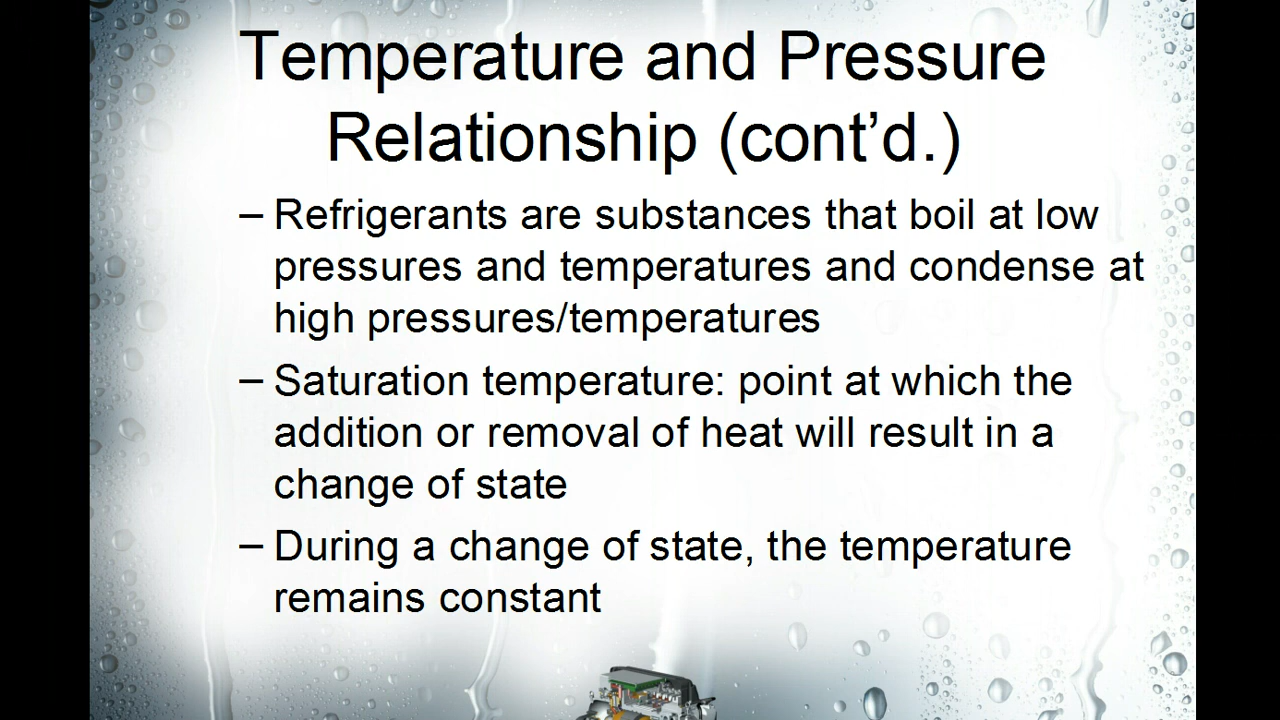 Temperature and Pressure
Relationship (cont’d.)
– Refrigerants are substances that boil at low
pressures and temperatures and condense at
high pressures/temperatures
– Saturation temperature: point at which the
addition or removal of heat will result in a
change of state
– During a change of state, the temperature
remains constant